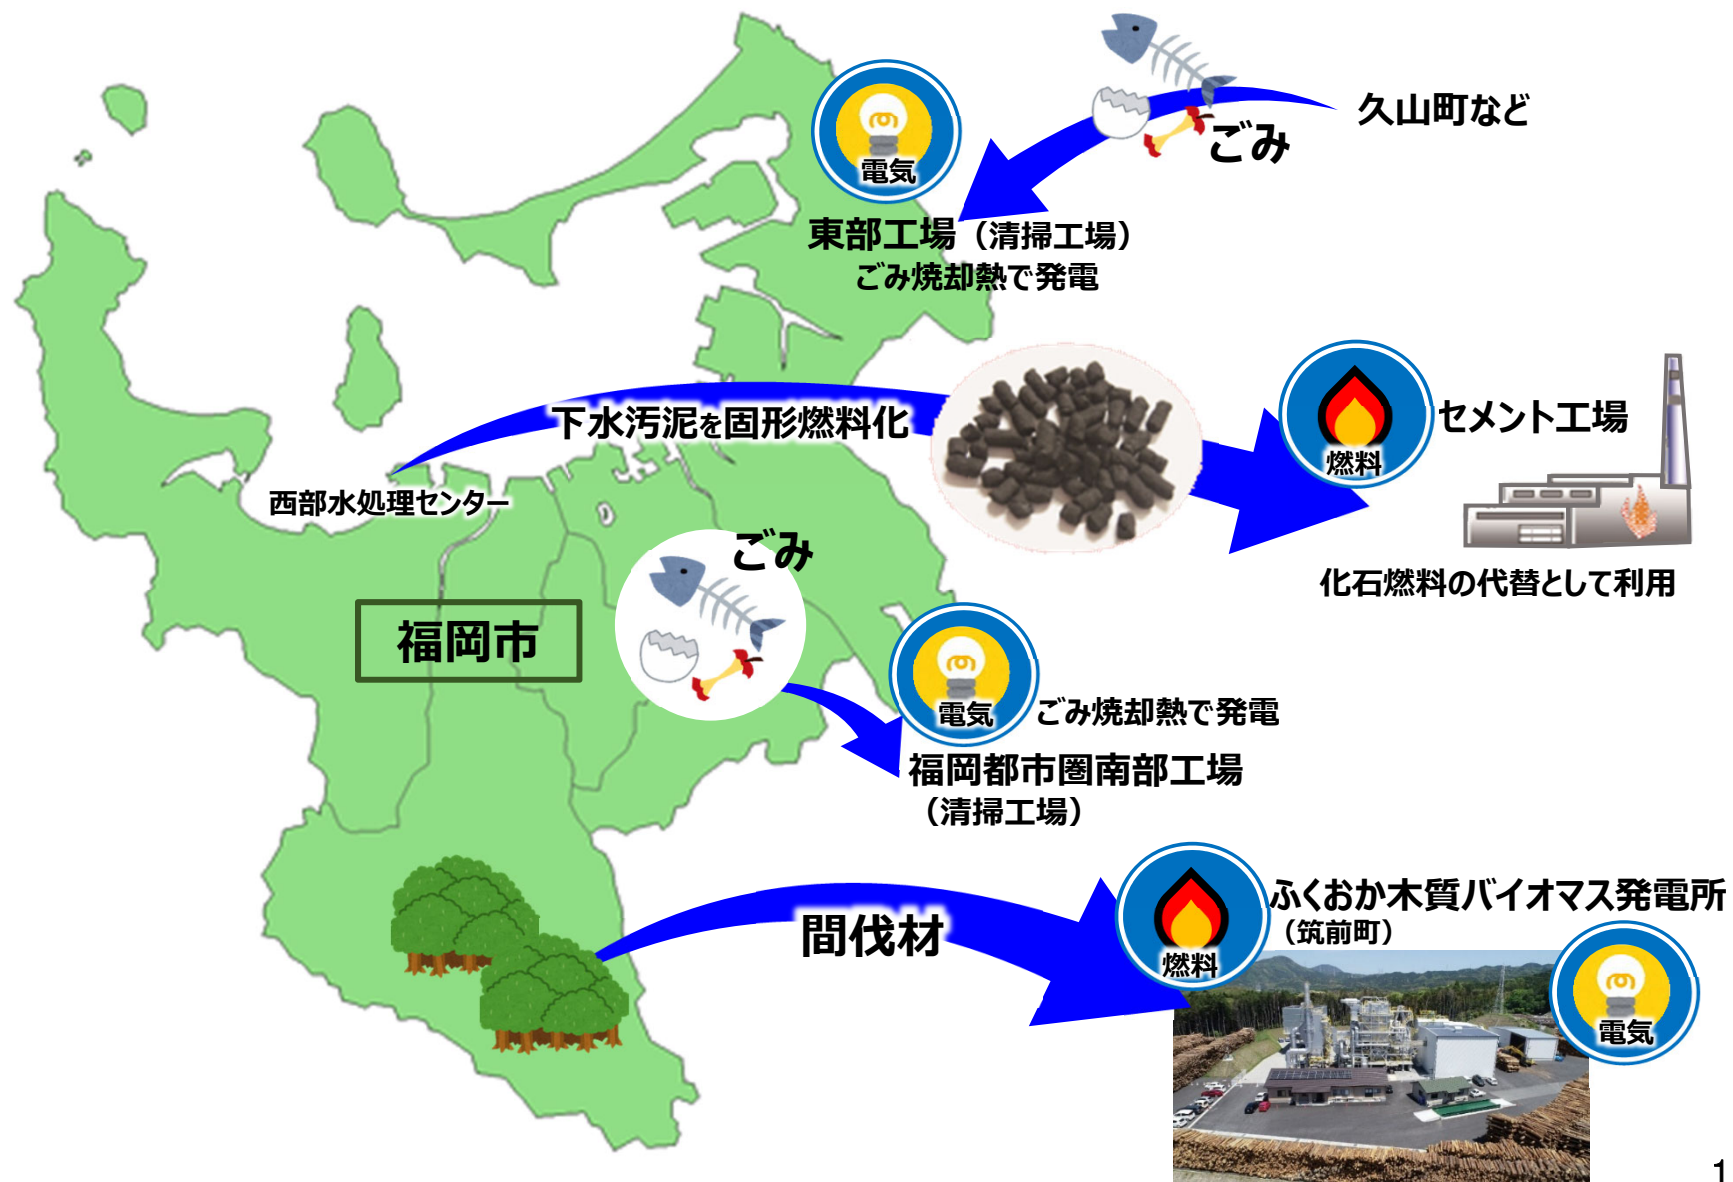 久山町など
ごみ
電気
東部工場（清掃工場）
ごみ焼却熱で発電
下水汚泥を固形燃料化
燃料
セメント工場
西部水処理センター
化石燃料の代替として利用
ごみ
福岡市
電気
ごみ焼却熱で発電
福岡都市圏南部工場
（清掃工場）
間伐材
燃料
ふくおか木質バイオマス発電所
（筑前町）
電気
1